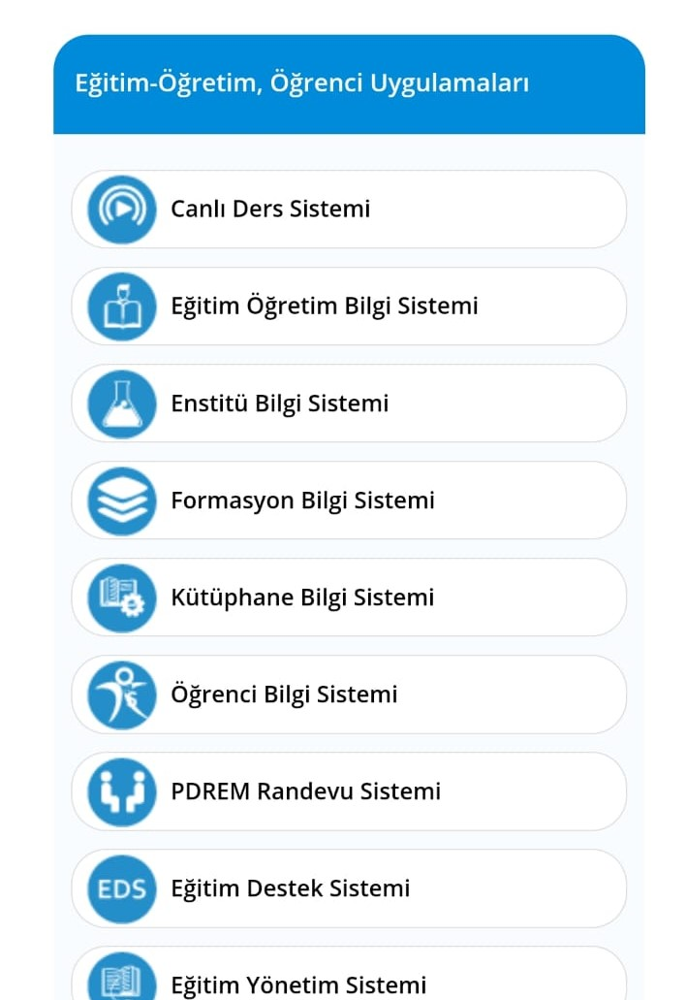 Eğitim-Öğretim, Öğrenci Uygulamaları
Canlı Ders Sistemi
Eğitim Öğretim Bilgi Sistemi
Enstitü Bilgi Sistemi
Formasyon Bilgi Sistemi
Kütüphane Bilgi Sistemi
Öğrenci Bilgi Sistemi
PDREM Randevu Sistemi
EDS Eğitim Destek Sistemi
Eğitim Yönetim Sistemi